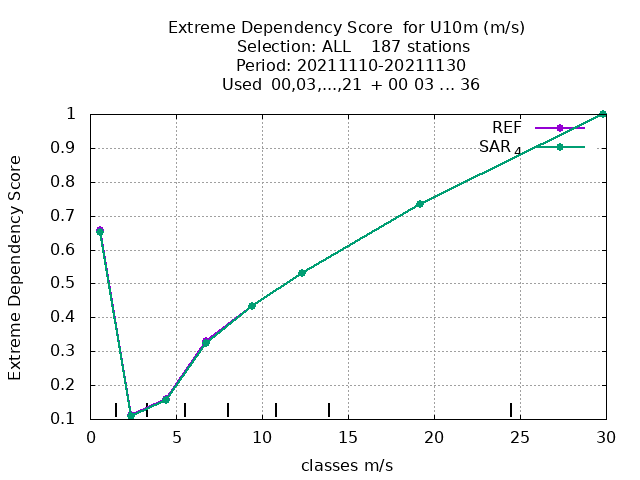 Extreme Dependency Score  for U10m (m/s)
Selection: ALL    187 stations
Period: 20211110-20211130
Used  00,03,...,21  + 00 03 ... 36
REF
SAR 4
1
0.9
0.8
0.7
0.6
0.5
0.4
0.3
0.2
0.1
Extreme Dependency Score
0 5 10 15 20 25 30
classes m/s